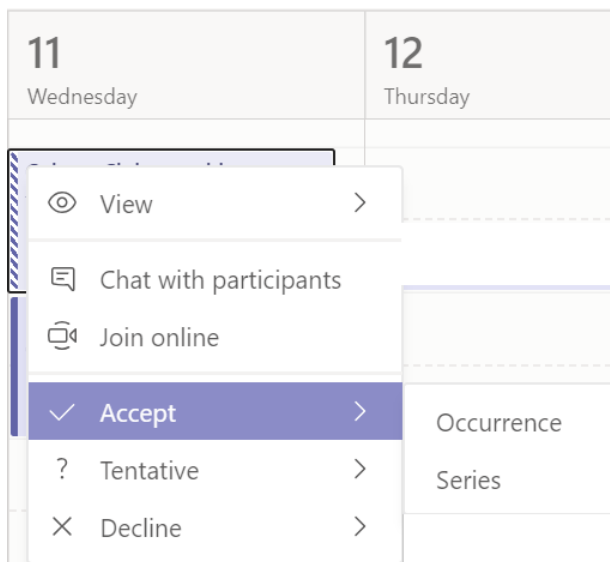 11
Wednesday
12
Thursday
View
Chat with participants
Join online
Accept
Occurrence
Tentative
Series
Decline